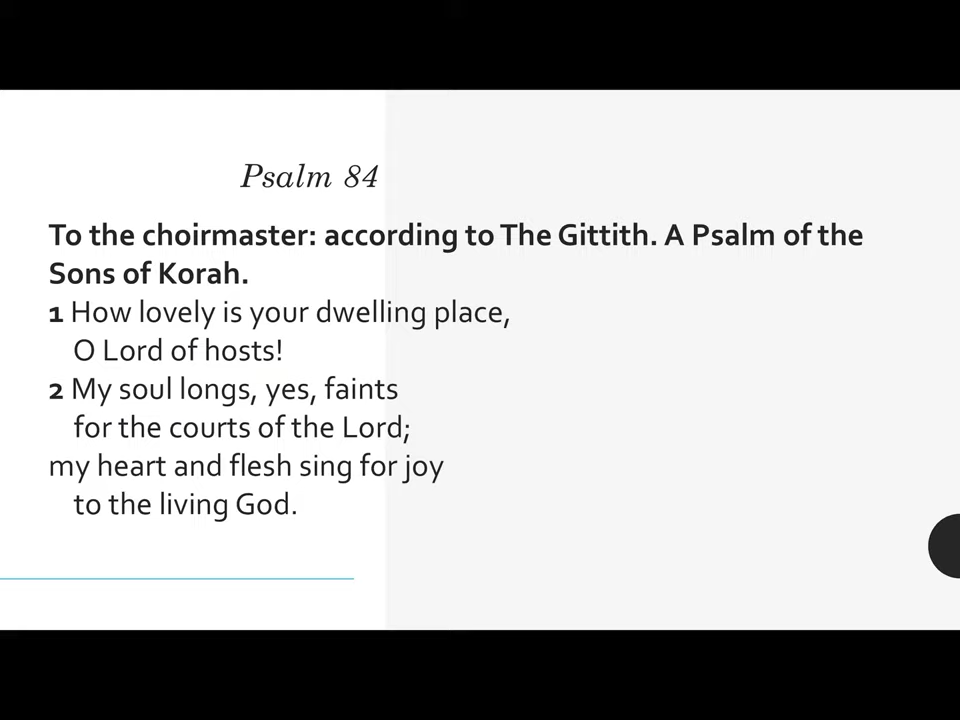 Psalm 84
To the choirmaster: according to The Gittith. A Psalm of the
Sons of Korah.
1 How lovely is your dwelling place,
O Lord of hosts!
2 My soul longs, yes, faints
for the courts of the Lord;
my heart and flesh sing for joy
to the living God.